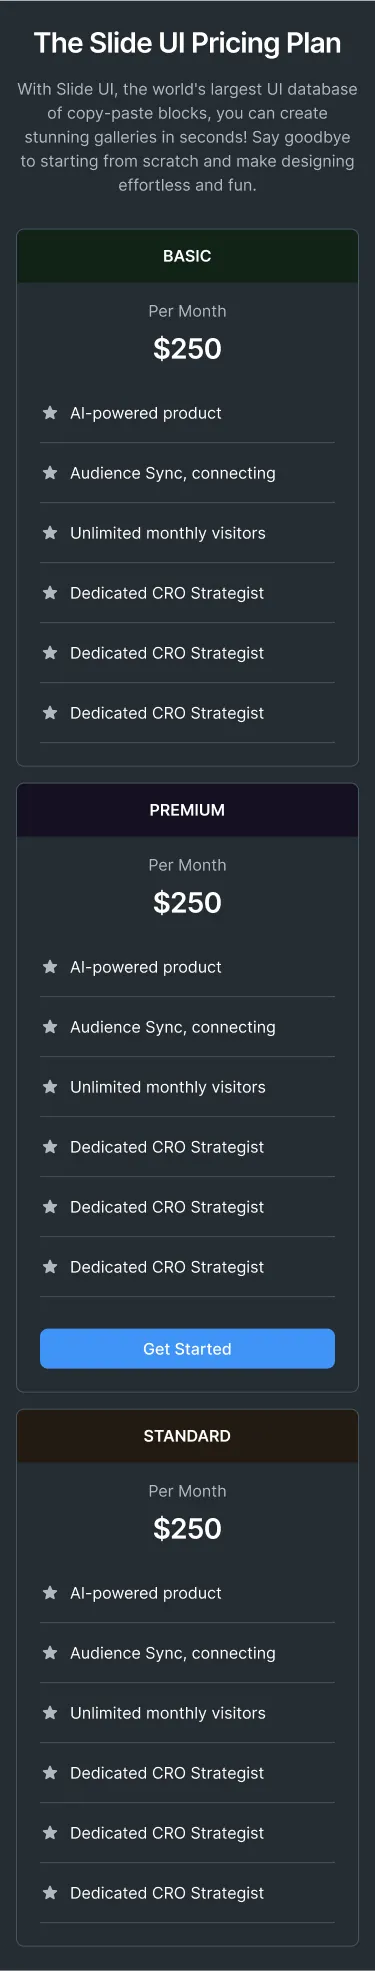 The Slide UI Pricing Plan
With Slide UI, the world's largest UI database
of copy-paste blocks, you can create
stunning galleries in seconds! Say goodbye
to starting from scratch and make designing
effortless and fun.
BASIC
Per Month
$250
AI-powered product
Audience Sync, connecting
Unlimited monthly visitors
Dedicated CRO Strategist
Dedicated CRO Strategist
Dedicated CRO Strategist
PREMIUM
Per Month
$250
AI-powered product
Audience Sync, connecting
Unlimited monthly visitors
Dedicated CRO Strategist
Dedicated CRO Strategist
Dedicated CRO Strategist
Get Started
STANDARD
Per Month
$250
AI-powered product
Audience Sync, connecting
Unlimited monthly visitors
Dedicated CRO Strategist
Dedicated CRO Strategist
Dedicated CRO Strategist